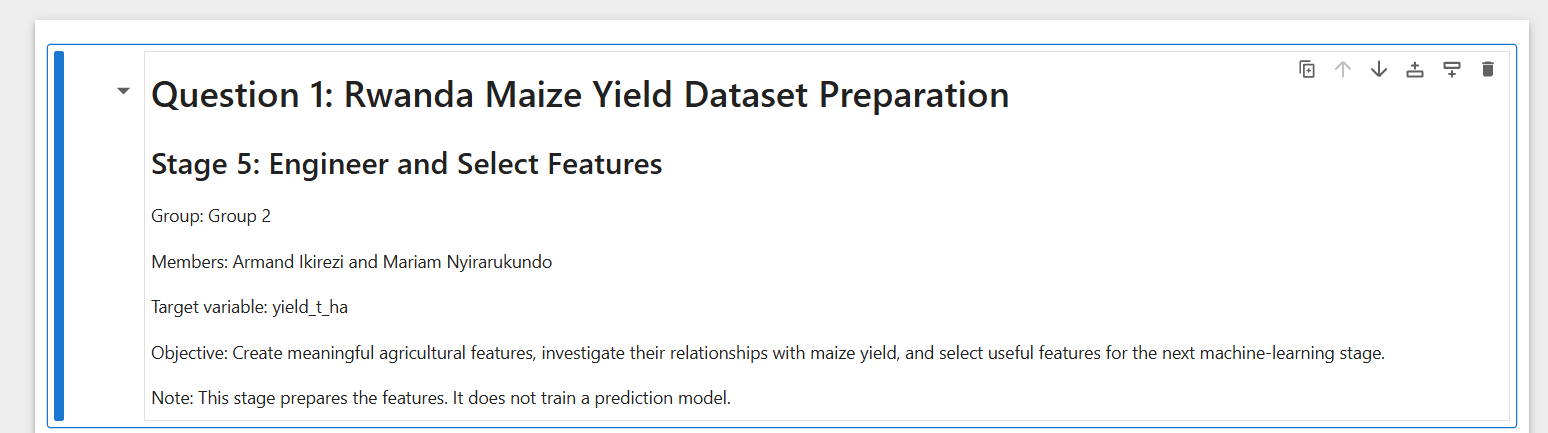 Question 1: Rwanda Maize Yield Dataset Preparation
Stage 5: Engineer and Select Features
Group: Group 2
Members: Armand Ikirezi and Mariam Nyirarukundo
Target variable: yield_t_ha
Objective: Create meaningful agricultural features, investigate their relationships with maize yield, and select useful features for the next machine-learning stage.
Note: This stage prepares the features. It does not train a prediction model.